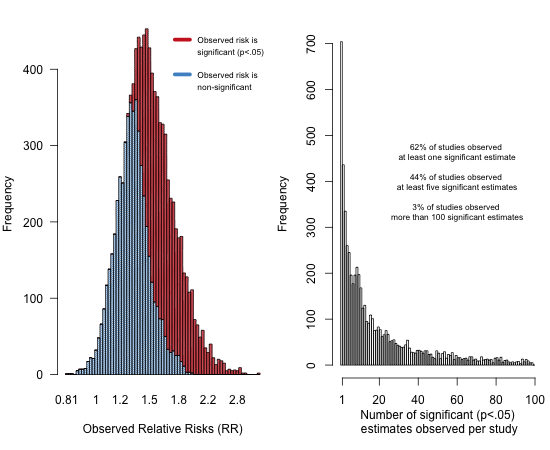 Observed risk is
significant (p<.05)
Observed risk is
non-significant
Frequency
400
300
200
100
0
0.81 1 1.2 1.5 1.8 2.2 2.8
Observed Relative Risks (RR)
Frequency
700
600
500
400
300
200
100
0
62% of studies observed
at least one significant estimate
44% of studies observed
at least five significant estimates
3% of studies observed
more than 100 significant estimates
1 20 40 60 80 100
Number of significant (p<.05)
estimates observed per study